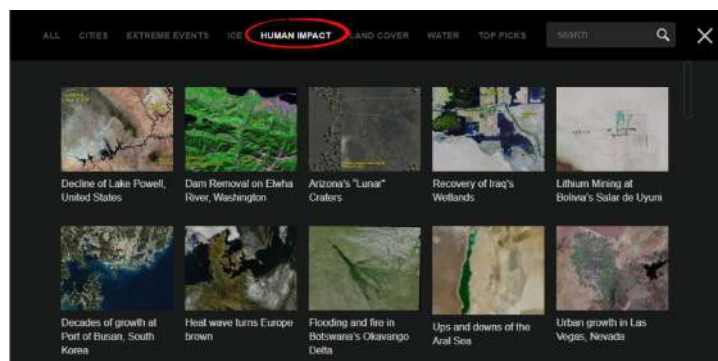 ALL CITIES EXTREME EVENTS ICE HUMAN IMPACT LAND COVER WATER TOP PICKS search
Decline of Lake Powell,
United States
Dam Removal on Elwha
River, Washington
Arizona's "Lunar"
Craters
Recovery of Iraq's
Wetlands
Lithium Mining at
Bolivia's Salar de Uyuni
Decades of growth at
Port of Busan, South
Korea
Heat wave turns Europe
brown
Flooding and fire in
Botswana's Okavango
Delta
Ups and downs of the
Aral Sea
Urban growth in Las
Vegas, Nevada